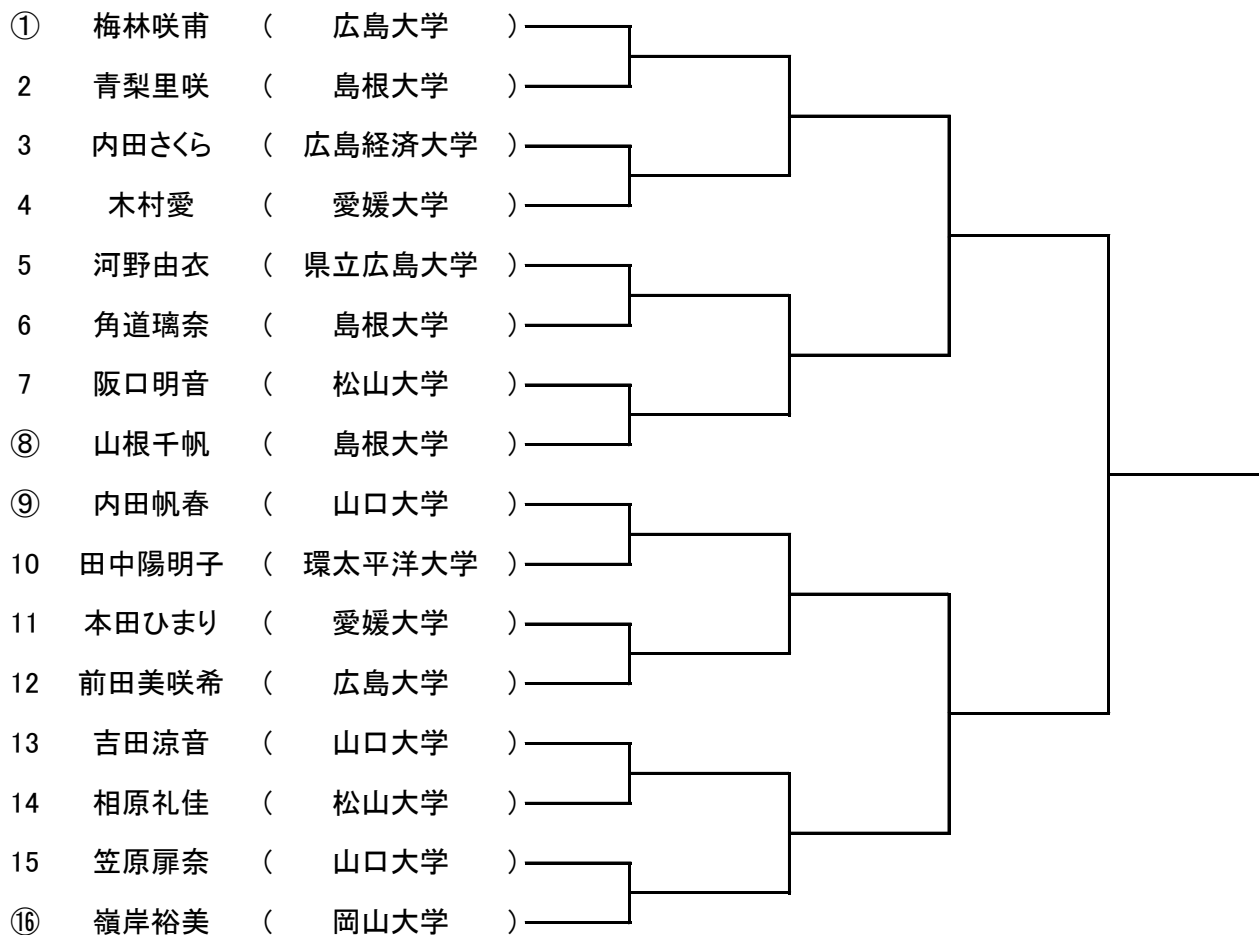 ① 梅林咲甫 ( 広島大学 )
2 青梨里咲 ( 島根大学 )
3 内田さくら ( 広島経済大学 )
4 木村愛 ( 愛媛大学 )
5 河野由衣 ( 県立広島大学 )
6 角道璃奈 ( 島根大学 )
7 阪口明音 ( 松山大学 )
⑧ 山根千帆 ( 島根大学 )
⑨ 内田帆春 ( 山口大学 )
10 田中陽明子 ( 環太平洋大学 )
11 本田ひまり ( 愛媛大学 )
12 前田美咲希 ( 広島大学 )
13 吉田涼音 ( 山口大学 )
14 相原礼佳 ( 松山大学 )
15 笠原扉奈 ( 山口大学 )
⑯ 嶺岸裕美 ( 岡山大学 )